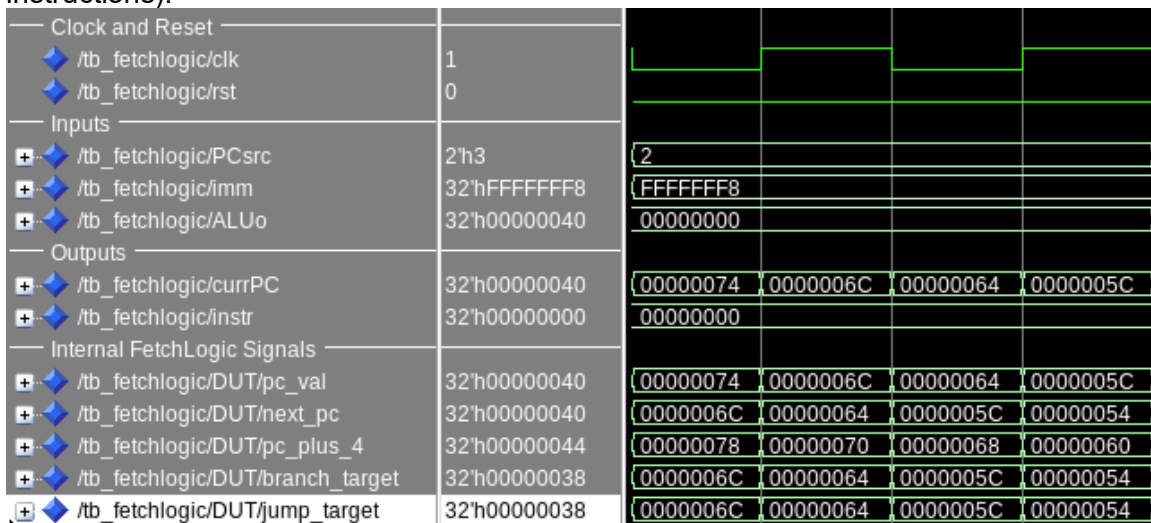 instructions).
Clock and Reset
/tb_fetchlogic/clk 1
/tb_fetchlogic/rst 0
Inputs
/tb_fetchlogic/PCsrc 2'h3 2
/tb_fetchlogic/imm 32'hFFFFFFF8 FFFFFFF8
/tb_fetchlogic/ALUo 32'h00000040 00000000
Outputs
/tb_fetchlogic/currPC 32'h00000040 00000074 0000006C 00000064 0000005C
/tb_fetchlogic/instr 32'h00000000 00000000
Internal FetchLogic Signals
/tb_fetchlogic/DUT/pc_val 32'h00000040 00000074 0000006C 00000064 0000005C
/tb_fetchlogic/DUT/next_pc 32'h00000040 0000006C 00000064 0000005C 00000054
/tb_fetchlogic/DUT/pc_plus_4 32'h00000044 00000078 00000070 00000068 00000060
/tb_fetchlogic/DUT/branch_target 32'h00000038 0000006C 00000064 0000005C 00000054
/tb_fetchlogic/DUT/jump_target 32'h00000038 0000006C 00000064 0000005C 00000054